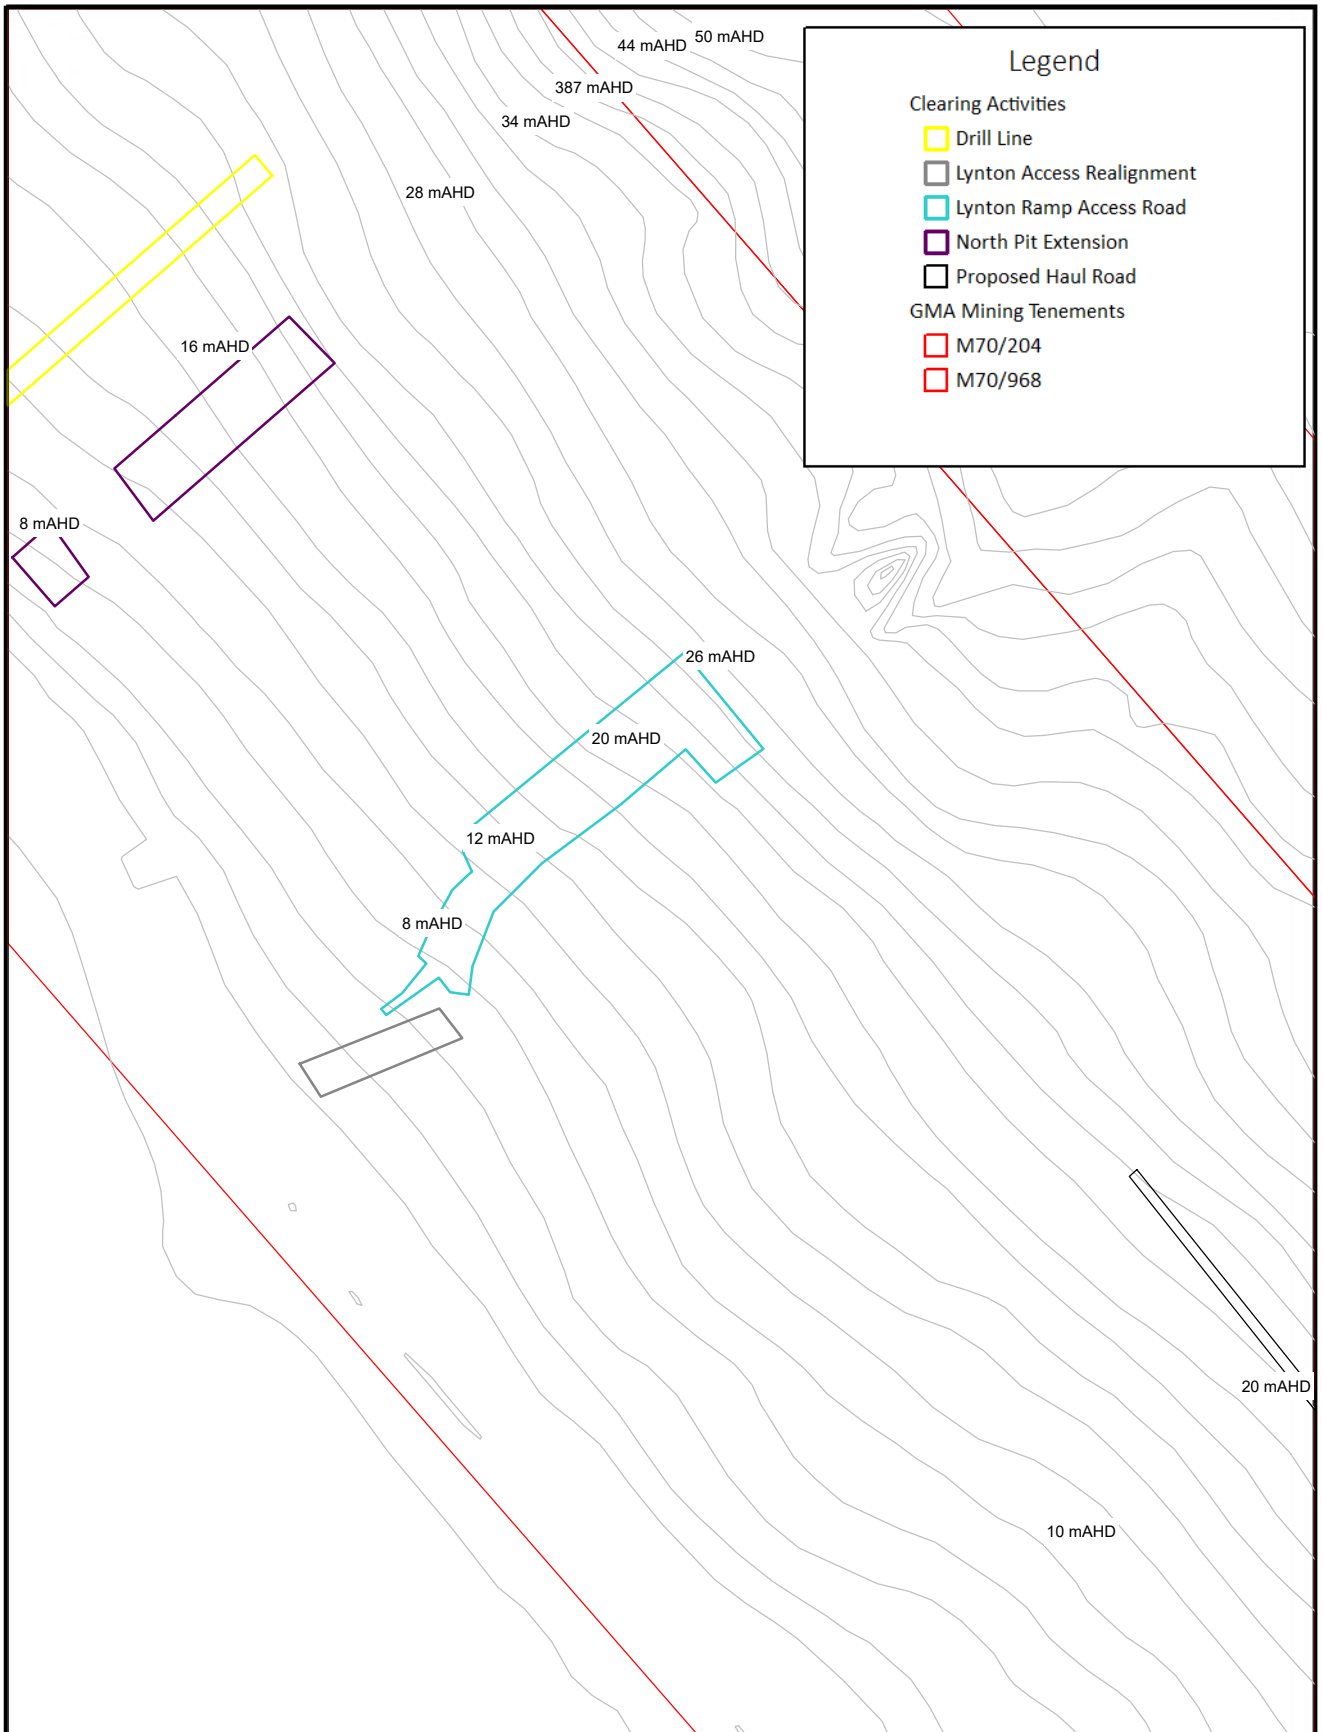 50 mAHD
44 mAHD
387 mAHD
34 mAHD
28 mAHD
Legend
Clearing Activities
Drill Line
Lynton Access Realignment
Lynton Ramp Access Road
North Pit Extension
Proposed Haul Road
GMA Mining Tenements
M70/204
M70/968
16 mAHD
8 mAHD
26 mAHD
20 mAHD
12 mAHD
8 mAHD
20 mAHD
10 mAHD